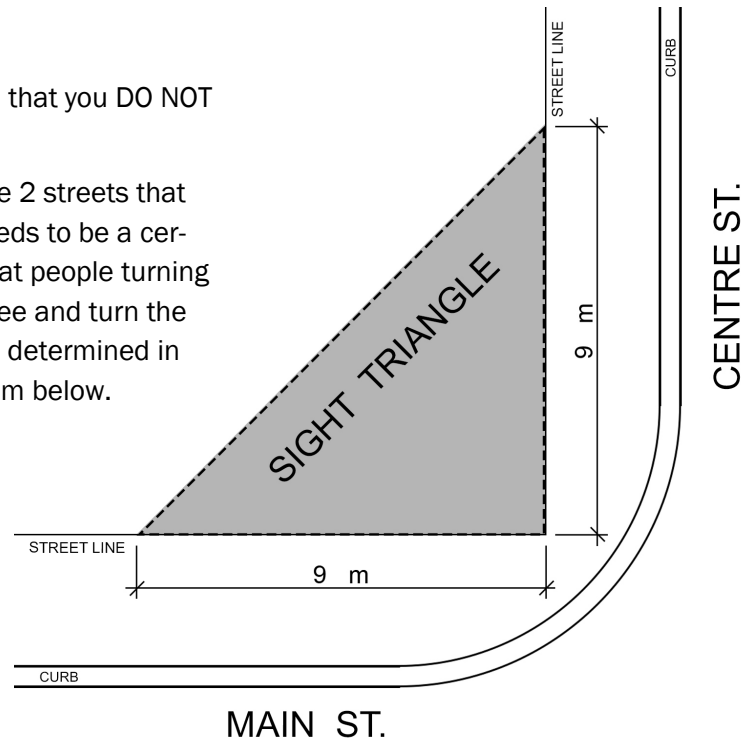 that you DO NOT
e 2 streets that
eds to be a cer-
at people turning
ee and turn the
determined in
m below.
STREET LINE
CURB
SIGHT TRIANGLE
9 m
CENTRE ST.
STREET LINE
9 m
CURB
MAIN ST.